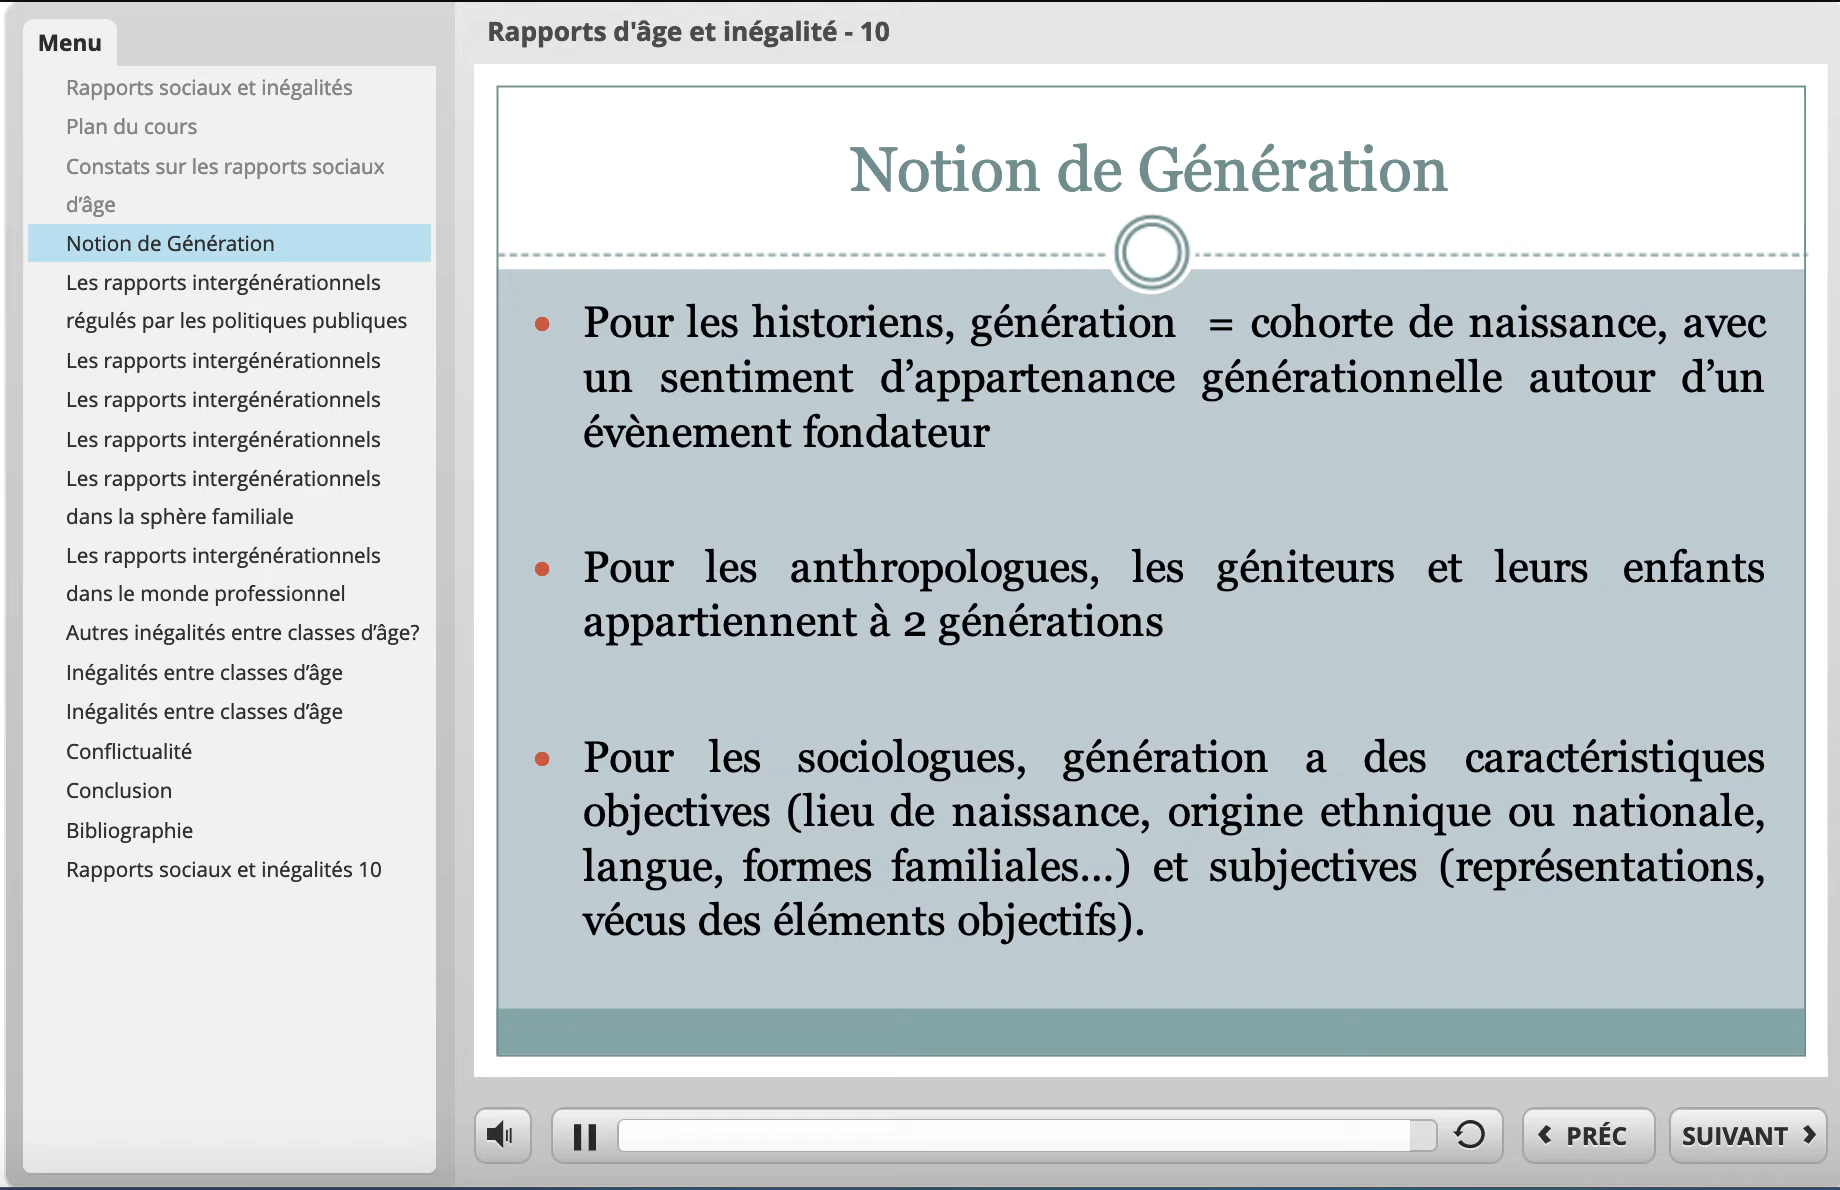 Menu
Rapports sociaux et inégalités
Plan du cours
Constats sur les rapports sociaux
d’âge
Notion de Génération
Les rapports intergénérationnels
régulés par les politiques publiques
Les rapports intergénérationnels
Les rapports intergénérationnels
Les rapports intergénérationnels
Les rapports intergénérationnels
dans la sphère familiale
Les rapports intergénérationnels
dans le monde professionnel
Autres inégalités entre classes d’âge?
Inégalités entre classes d’âge
Inégalités entre classes d’âge
Conflictualité
Conclusion
Bibliographie
Rapports sociaux et inégalités 10
Rapports d'âge et inégalité - 10
Notion de Génération
Pour les historiens, génération = cohorte de naissance, avec
un sentiment d’appartenance générationnelle autour d’un
évènement fondateur
Pour les anthropologues, les géniteurs et leurs enfants
appartiennent à 2 générations
Pour les sociologues, génération a des caractéristiques
objectives (lieu de naissance, origine ethnique ou nationale,
langue, formes familiales…) et subjectives (représentations,
vécus des éléments objectifs).
PRÉC
SUIVANT